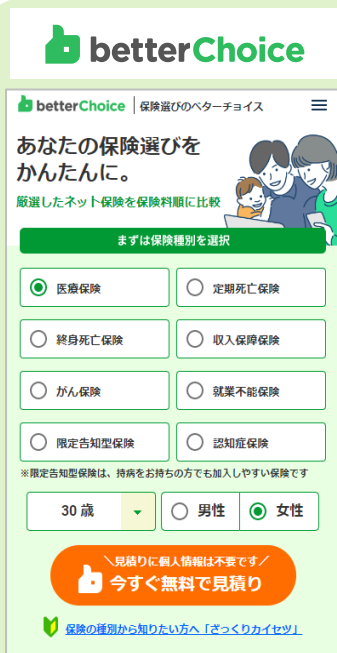 betterChoice
betterChoice 保険選びのベターチョイス
あなたの保険選びを
かんたんに。
厳選したネット保険を保険料順に比較
まずは保険種別を選択
医療保険 定期死亡保険
終身死亡保険 収入保障保険
がん保険 就業不能保険
限定告知型保険 認知症保険
※限定告知型保険は、持病をお持ちの方でも加入しやすい保険です
30 歳 男性 女性
＼見積りに個人情報は不要です／
今すぐ無料で見積り
保険の種別から知りたい方へ「ざっくりカイセツ」